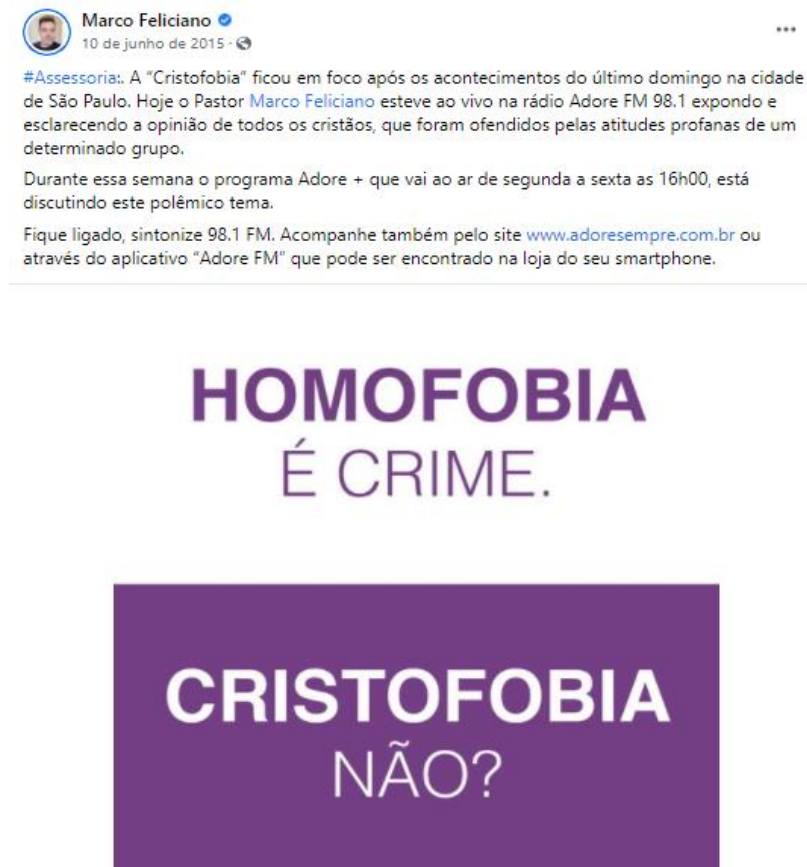 Marco Feliciano
10 de junho de 2015 ·
#Assessoria:. A “Cristofobia” ficou em foco após os acontecimentos do último domingo na cidade
de São Paulo. Hoje o Pastor Marco Feliciano esteve ao vivo na rádio Adore FM 98.1 expondo e
esclarecendo a opinião de todos os cristãos, que foram ofendidos pelas atitudes profanas de um
determinado grupo.
Durante essa semana o programa Adore + que vai ao ar de segunda a sexta as 16h00, está
discutindo este polêmico tema.
Fique ligado, sintonize 98.1 FM. Acompanhe também pelo site www.adoresempre.com.br ou
através do aplicativo “Adore FM” que pode ser encontrado na loja do seu smartphone.
HOMOFOBIA
É CRIME.
CRISTOFOBIA
NÃO?